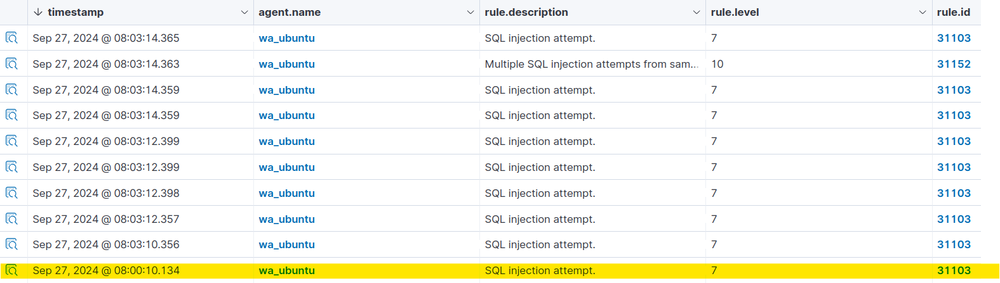 timestamp agent.name rule.description rule.level rule.id
Sep 27, 2024 @ 08:03:14.365 wa_ubuntu SQL injection attempt. 7 31103
Sep 27, 2024 @ 08:03:14.363 wa_ubuntu Multiple SQL injection attempts from sam... 10 31152
Sep 27, 2024 @ 08:03:14.359 wa_ubuntu SQL injection attempt. 7 31103
Sep 27, 2024 @ 08:03:14.359 wa_ubuntu SQL injection attempt. 7 31103
Sep 27, 2024 @ 08:03:12.399 wa_ubuntu SQL injection attempt. 7 31103
Sep 27, 2024 @ 08:03:12.399 wa_ubuntu SQL injection attempt. 7 31103
Sep 27, 2024 @ 08:03:12.398 wa_ubuntu SQL injection attempt. 7 31103
Sep 27, 2024 @ 08:03:12.357 wa_ubuntu SQL injection attempt. 7 31103
Sep 27, 2024 @ 08:03:10.356 wa_ubuntu SQL injection attempt. 7 31103
Sep 27, 2024 @ 08:00:10.134 wa_ubuntu SQL injection attempt. 7 31103